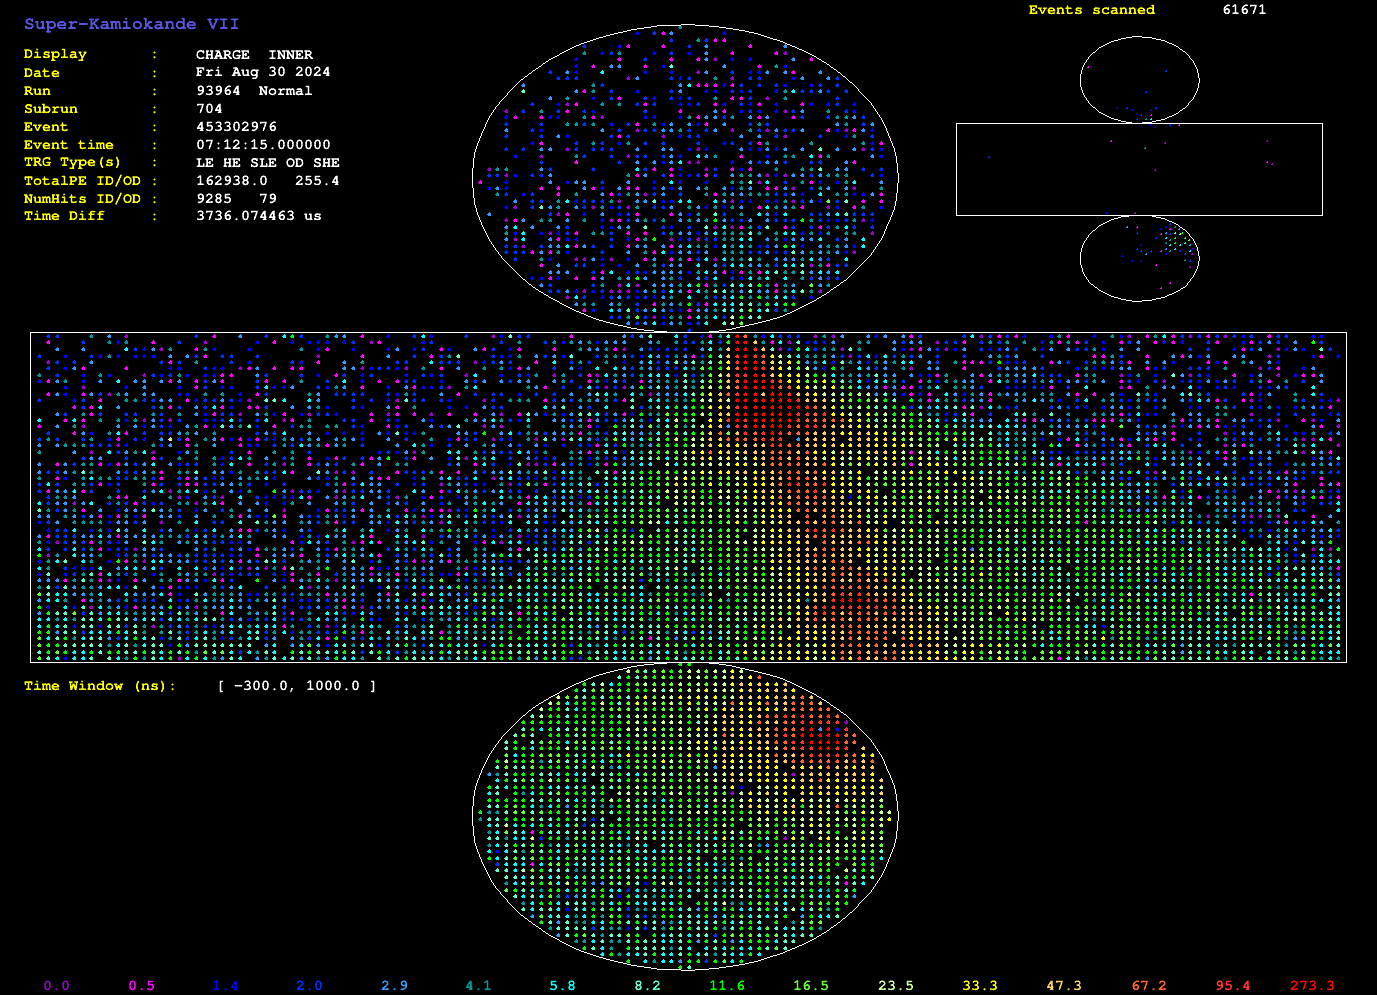 Super-Kamiokande VII
Events scanned 61671
Display : CHARGE INNER
Date : Fri Aug 30 2024
Run : 93964 Normal
Subrun : 704
Event : 453302976
Event time : 07:12:15.000000
TRG Type(s) : LE HE SLE OD SHE
TotalPE ID/OD : 162938.0 255.4
NumHits ID/OD : 9285 79
Time Diff : 3736.074463 us
Time Window (ns): [ -300.0, 1000.0 ]
0.0 0.5 1.4 2.0 2.9 4.1 5.8 8.2 11.6 16.5 23.5 33.3 47.3 67.2 95.4 273.3